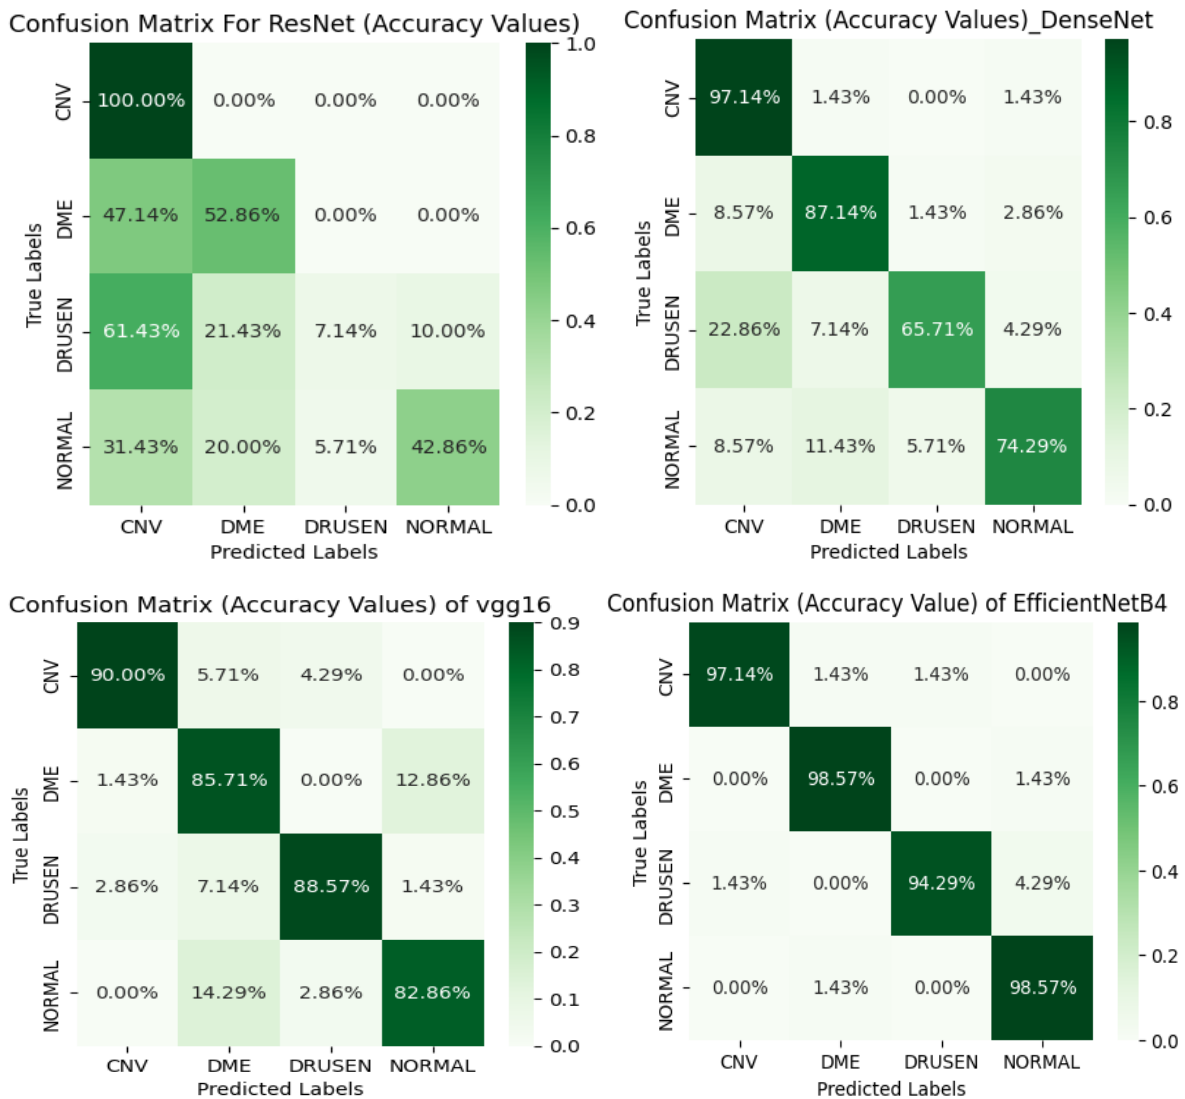 Confusion Matrix For ResNet (Accuracy Values)
1.0
CNV
100.00% 0.00% 0.00% 0.00%
0.8
DME
47.14% 52.86% 0.00% 0.00%
0.6
True Labels
DRUSEN
61.43% 21.43% 7.14% 10.00%
0.4
0.2
NORMAL
31.43% 20.00% 5.71% 42.86%
0.0
CNV DME DRUSEN NORMAL
Predicted Labels
Confusion Matrix (Accuracy Values)_DenseNet
CNV
97.14% 1.43% 0.00% 1.43%
0.8
DME
8.57% 87.14% 1.43% 2.86%
0.6
True Labels
DRUSEN
22.86% 7.14% 65.71% 4.29%
0.4
0.2
NORMAL
8.57% 11.43% 5.71% 74.29%
0.0
CNV DME DRUSEN NORMAL
Predicted Labels
Confusion Matrix (Accuracy Values) of vgg16
0.9
CNV
90.00% 5.71% 4.29% 0.00%
0.8
0.7
DME
1.43% 85.71% 0.00% 12.86%
0.6
0.5
True Labels
0.4
DRUSEN
2.86% 7.14% 88.57% 1.43%
0.3
0.2
NORMAL
0.00% 14.29% 2.86% 82.86%
0.1
0.0
CNV DME DRUSEN NORMAL
Predicted Labels
Confusion Matrix (Accuracy Value) of EfficientNetB4
CNV
97.14% 1.43% 1.43% 0.00%
0.8
DME
0.00% 98.57% 0.00% 1.43%
0.6
True Labels
0.4
DRUSEN
1.43% 0.00% 94.29% 4.29%
0.2
NORMAL
0.00% 1.43% 0.00% 98.57%
0.0
CNV DME DRUSEN NORMAL
Predicted Labels